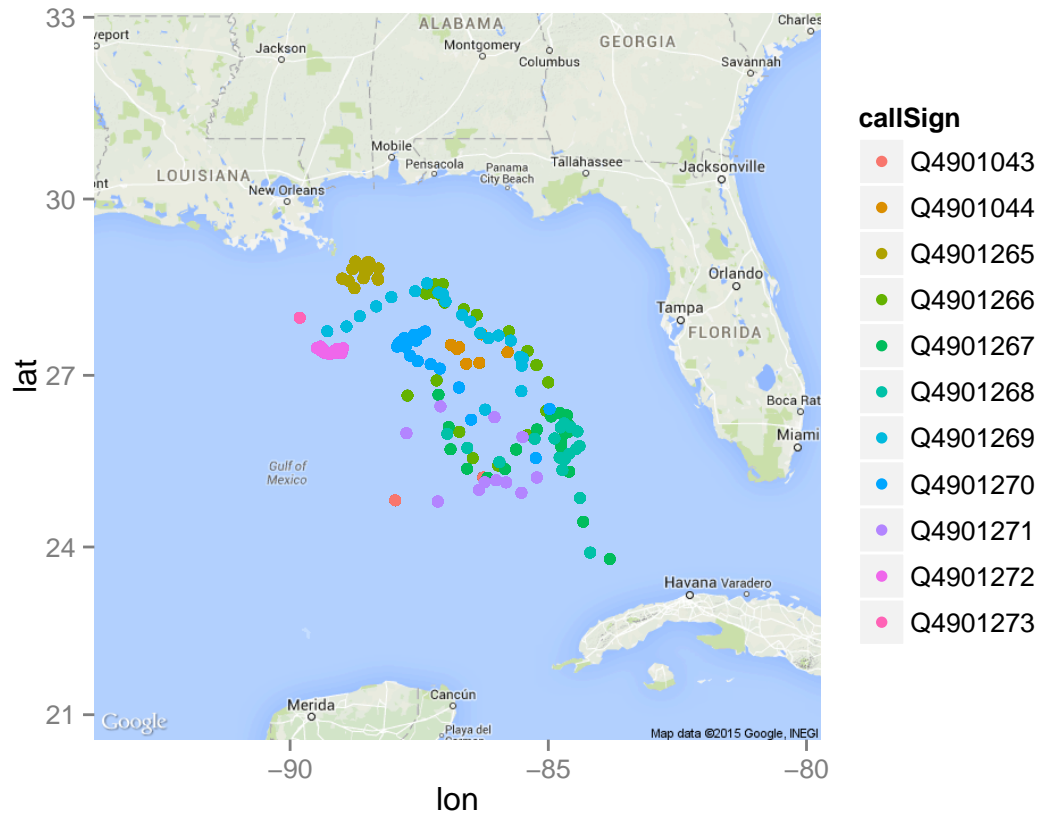 33
30
27
24
21
lat
−90
−85
−80
lon
ALABAMA
Charles
Jackson
Montgomery
GEORGIA
Columbus
Savannah
Mobile
Pensacola
Panama
City Beach
Tallahassee
Jacksonville
LOUISIANA
New Orleans
Orlando
Tampa
FLORIDA
Boca Rat
Miami
Gulf of
Mexico
Havana
Varadero
Merida
Cancún
Playa del
Google
Map data ©2015 Google, INEGI
callSign
Q4901043
Q4901044
Q4901265
Q4901266
Q4901267
Q4901268
Q4901269
Q4901270
Q4901271
Q4901272
Q4901273